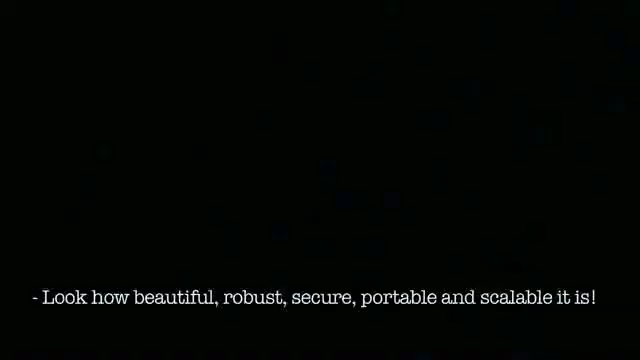 - Look how beautiful, robust, secure, portable and scalable it is!